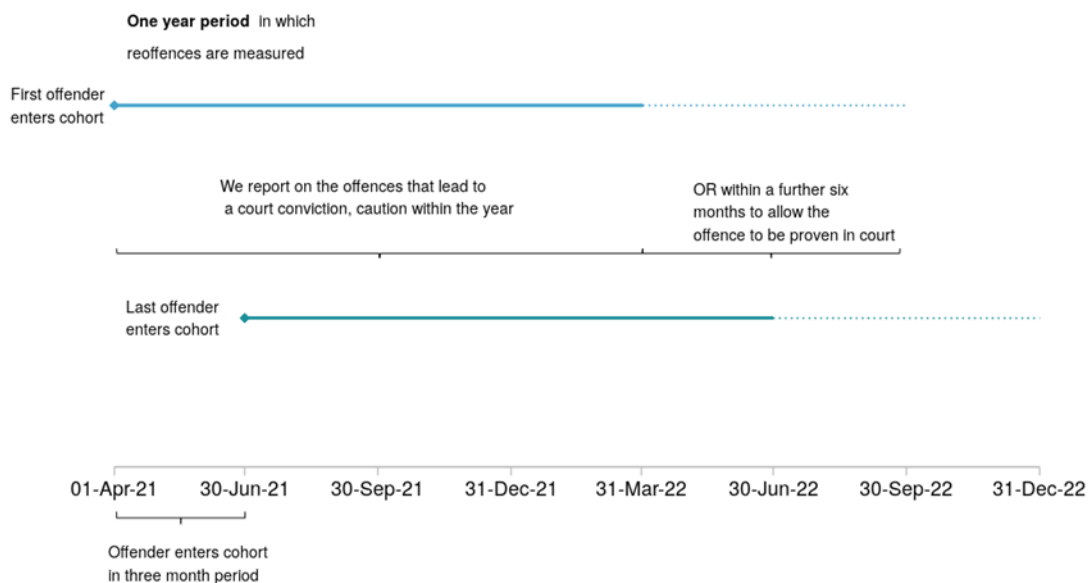 One year period in which
reoffences are measured
First offender
enters cohort
We report on the offences that lead to
a court conviction, caution within the year
OR within a further six
months to allow the
offence to be proven in court
Last offender
enters cohort
01-Apr-21 30-Jun-21 30-Sep-21 31-Dec-21 31-Mar-22 30-Jun-22 30-Sep-22 31-Dec-22
Offender enters cohort
in three month period